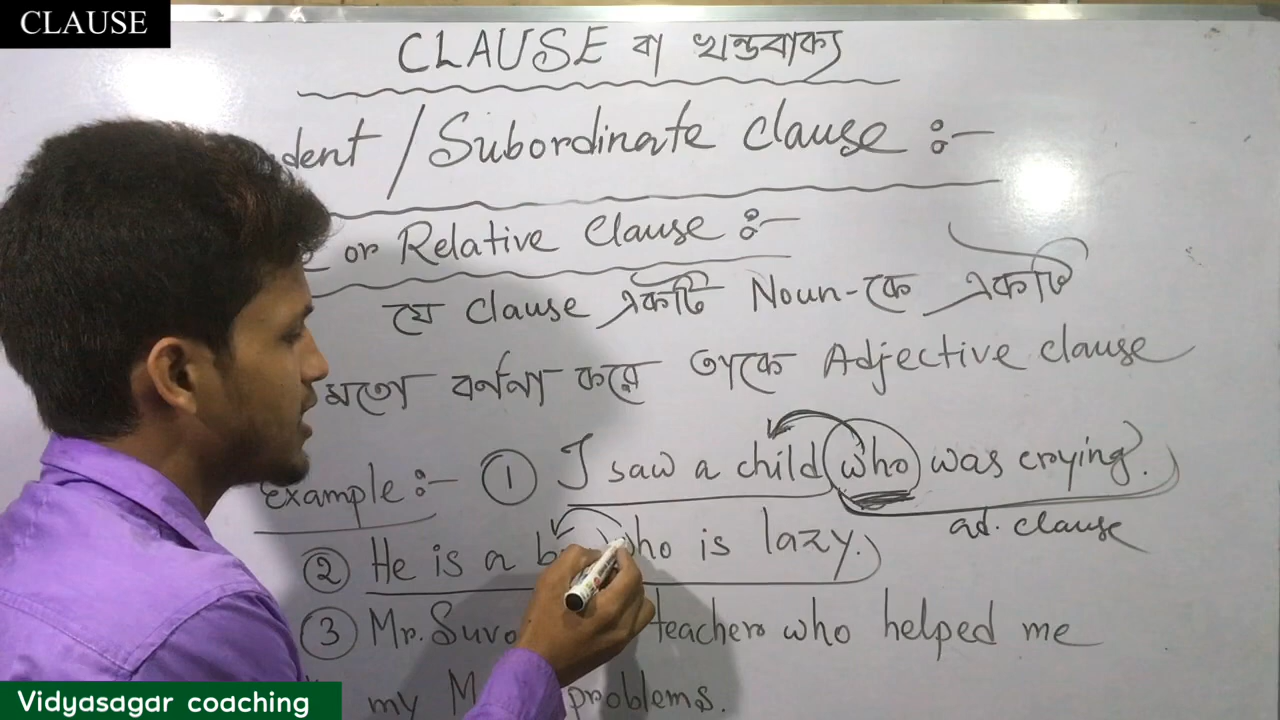 CLAUSE
CLAUSE বা খন্ডবাক্য
dent / Subordinate Clause :-
or Relative Clause :-
যে Clause একটি Noun-কে একটি
মতো বর্ণনা করে তাকে Adjective clause
Example :- ① I saw a child who was crying.
ad. clause
② He is a who is lazy.
③ Mr. Suvo teacher who helped me
my M problems.
Vidyasagar coaching